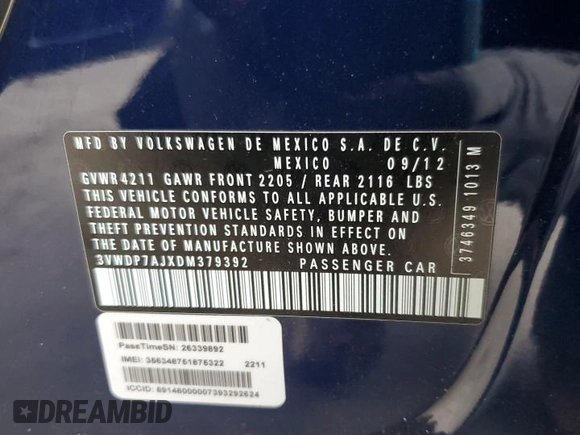 MFD BY VOLKSWAGEN DE MEXICO S.A. DE C.V.
MEXICO 09/12
GVWR 4211 GAWR FRONT 2205 / REAR 2116 LBS
THIS VEHICLE CONFORMS TO ALL APPLICABLE U.S.
FEDERAL MOTOR VEHICLE SAFETY, BUMPER AND
THEFT PREVENTION STANDARDS IN EFFECT ON THE
DATE OF MANUFACTURE SHOWN ABOVE.
3VWDP7AJXDM379392 PASSENGER CAR
3746349 1013 M
PassTimeSN: 26339892
IMEI: 356348751875322 2211
ICCID: 89148000007393292624
DREAMBID